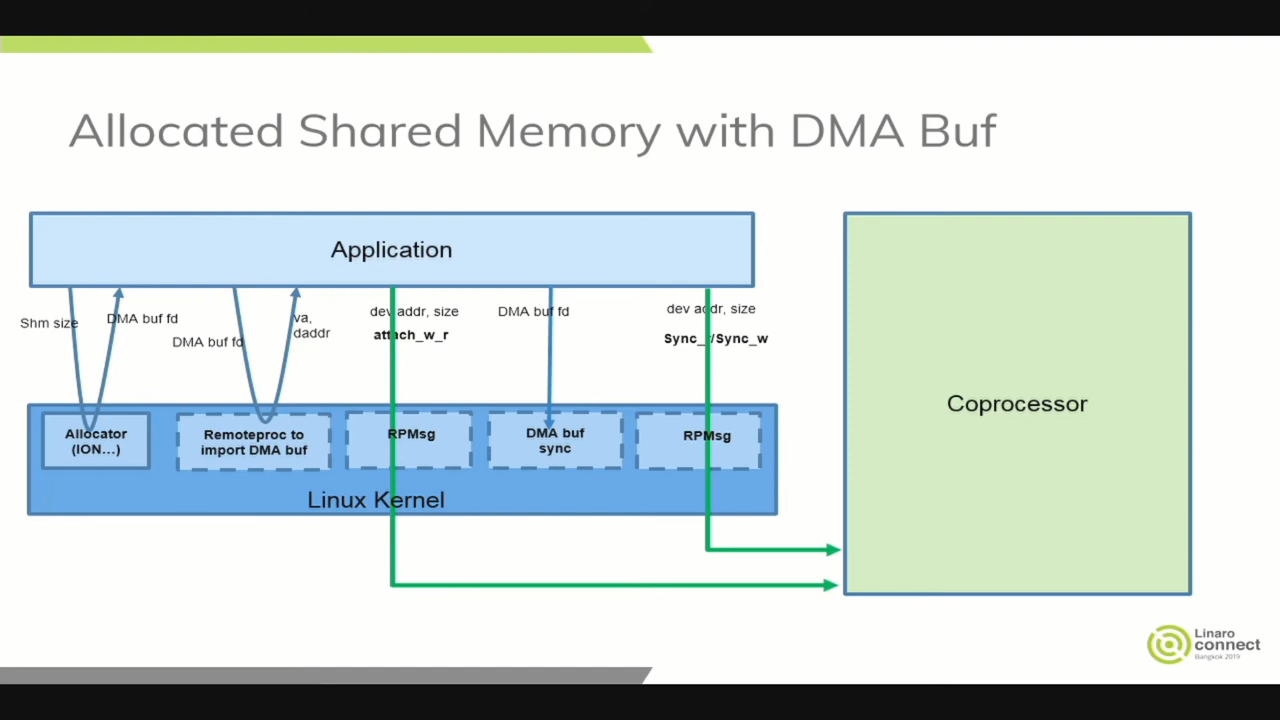 Allocated Shared Memory with DMA Buf
Application
Coprocessor
Shm size
DMA buf fd
DMA buf fd
va,
daddr
dev addr, size
attach_w_r
DMA buf fd
dev addr, size
Sync_r/Sync_w
Allocator
(ION...)
Remoteproc to
import DMA buf
RPMsg
DMA buf
sync
RPMsg
Linux Kernel
Linaro
connect
Bangkok 2019